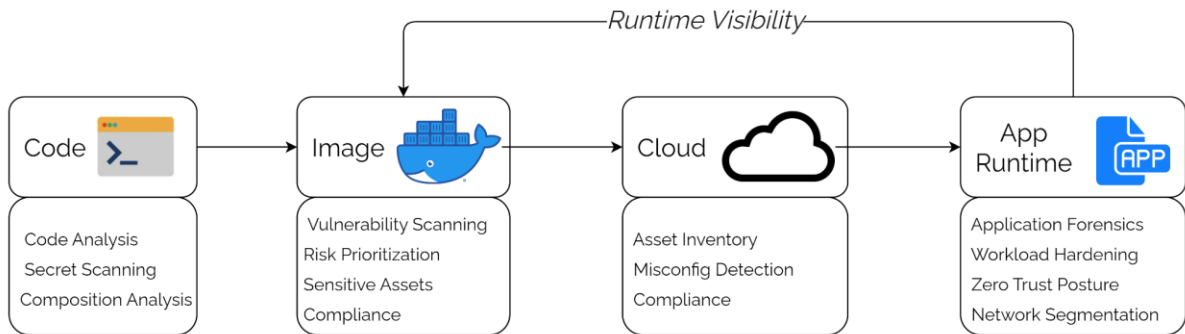 Runtime Visibility
Code
Image
Cloud
App
Runtime
APP
Code Analysis
Secret Scanning
Composition Analysis
Vulnerability Scanning
Risk Prioritization
Sensitive Assets
Compliance
Asset Inventory
Misconfig Detection
Compliance
Application Forensics
Workload Hardening
Zero Trust Posture
Network Segmentation